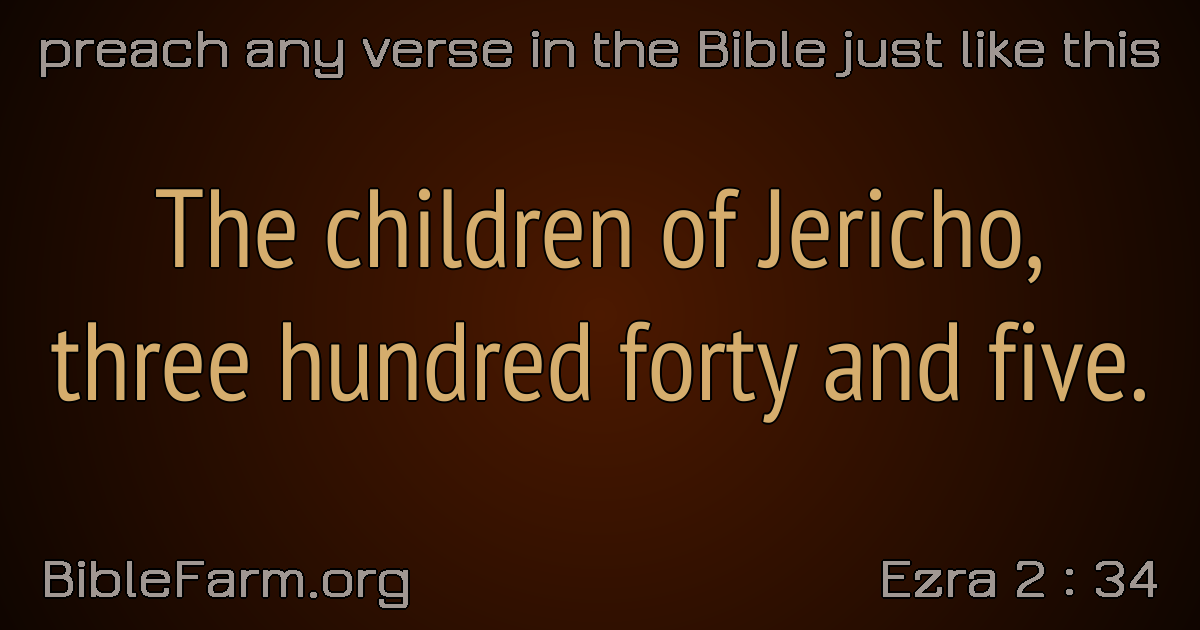 preach any verse in the Bible just like this
The children of Jericho,
three hundred forty and five.
BibleFarm.org
Ezra 2 : 34